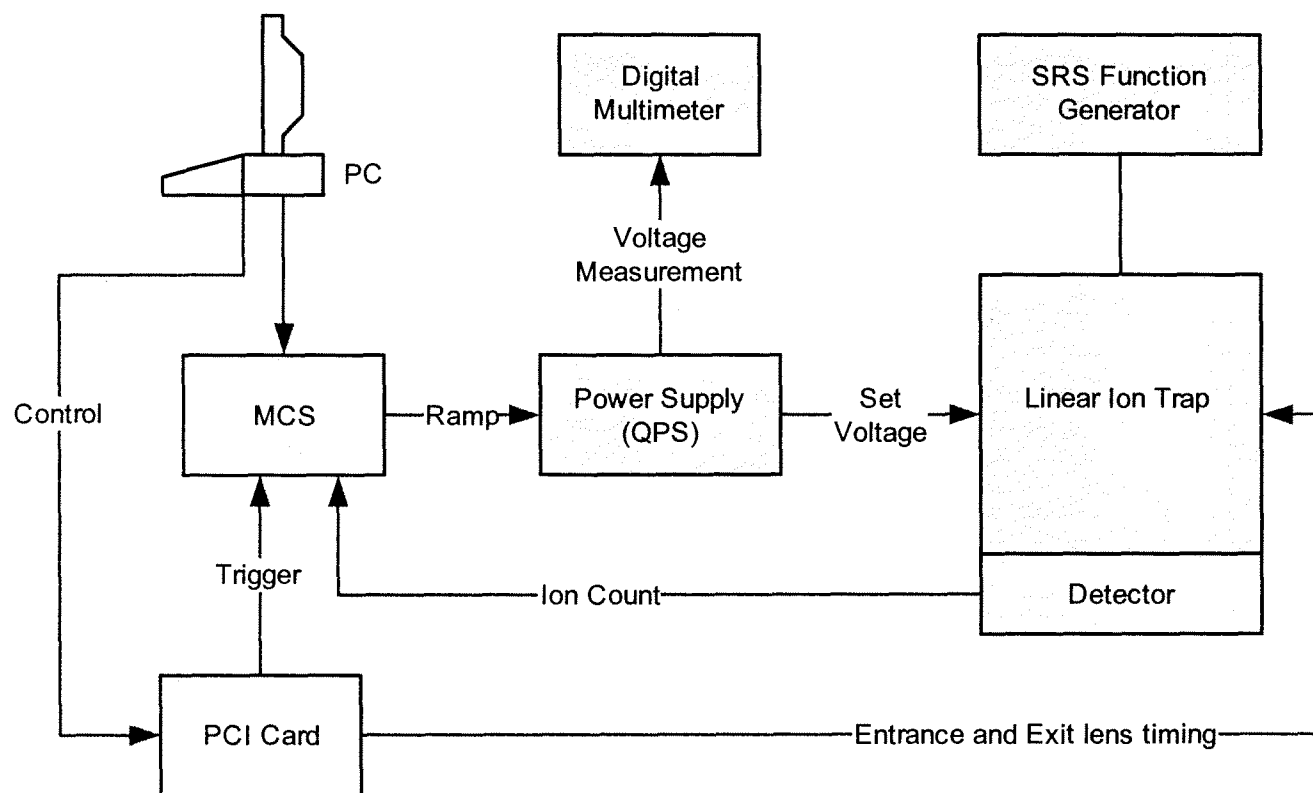 Digital
Multimeter
SRS Function
Generator
PC
Voltage
Measurement
Control
MCS
Ramp
Power Supply
(QPS)
Set
Voltage
Linear Ion Trap
Trigger
Ion Count
Detector
PCI Card
Entrance and Exit lens timing